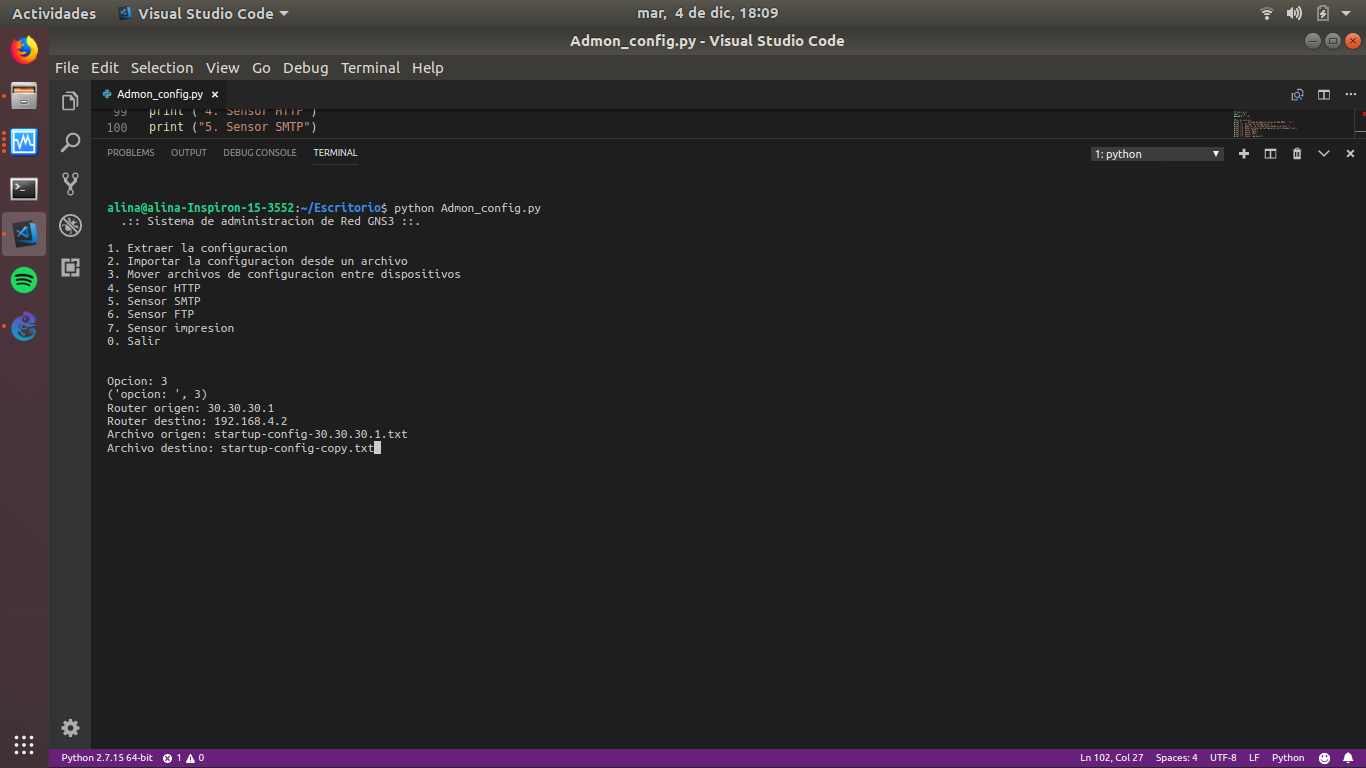 Actividades Visual Studio Code mar, 4 de dic, 18:09
Admon_config.py - Visual Studio Code
File Edit Selection View Go Debug Terminal Help
Admon_config.py
99 print ("4. Sensor HTTP")
100 print ("5. Sensor SMTP")
PROBLEMS OUTPUT DEBUG CONSOLE TERMINAL 1: python
alina@alina-Inspiron-15-3552:~/Escritorio$ python Admon_config.py
.:: Sistema de administracion de Red GNS3 ::.
1. Extraer la configuracion
2. Importar la configuracion desde un archivo
3. Mover archivos de configuracion entre dispositivos
4. Sensor HTTP
5. Sensor SMTP
6. Sensor FTP
7. Sensor impresion
0. Salir
Opcion: 3
('opcion: ', 3)
Router origen: 30.30.30.1
Router destino: 192.168.4.2
Archivo origen: startup-config-30.30.30.1.txt
Archivo destino: startup-config-copy.txt
Python 2.7.15 64-bit 1 0 Ln 102, Col 27 Spaces: 4 UTF-8 LF Python